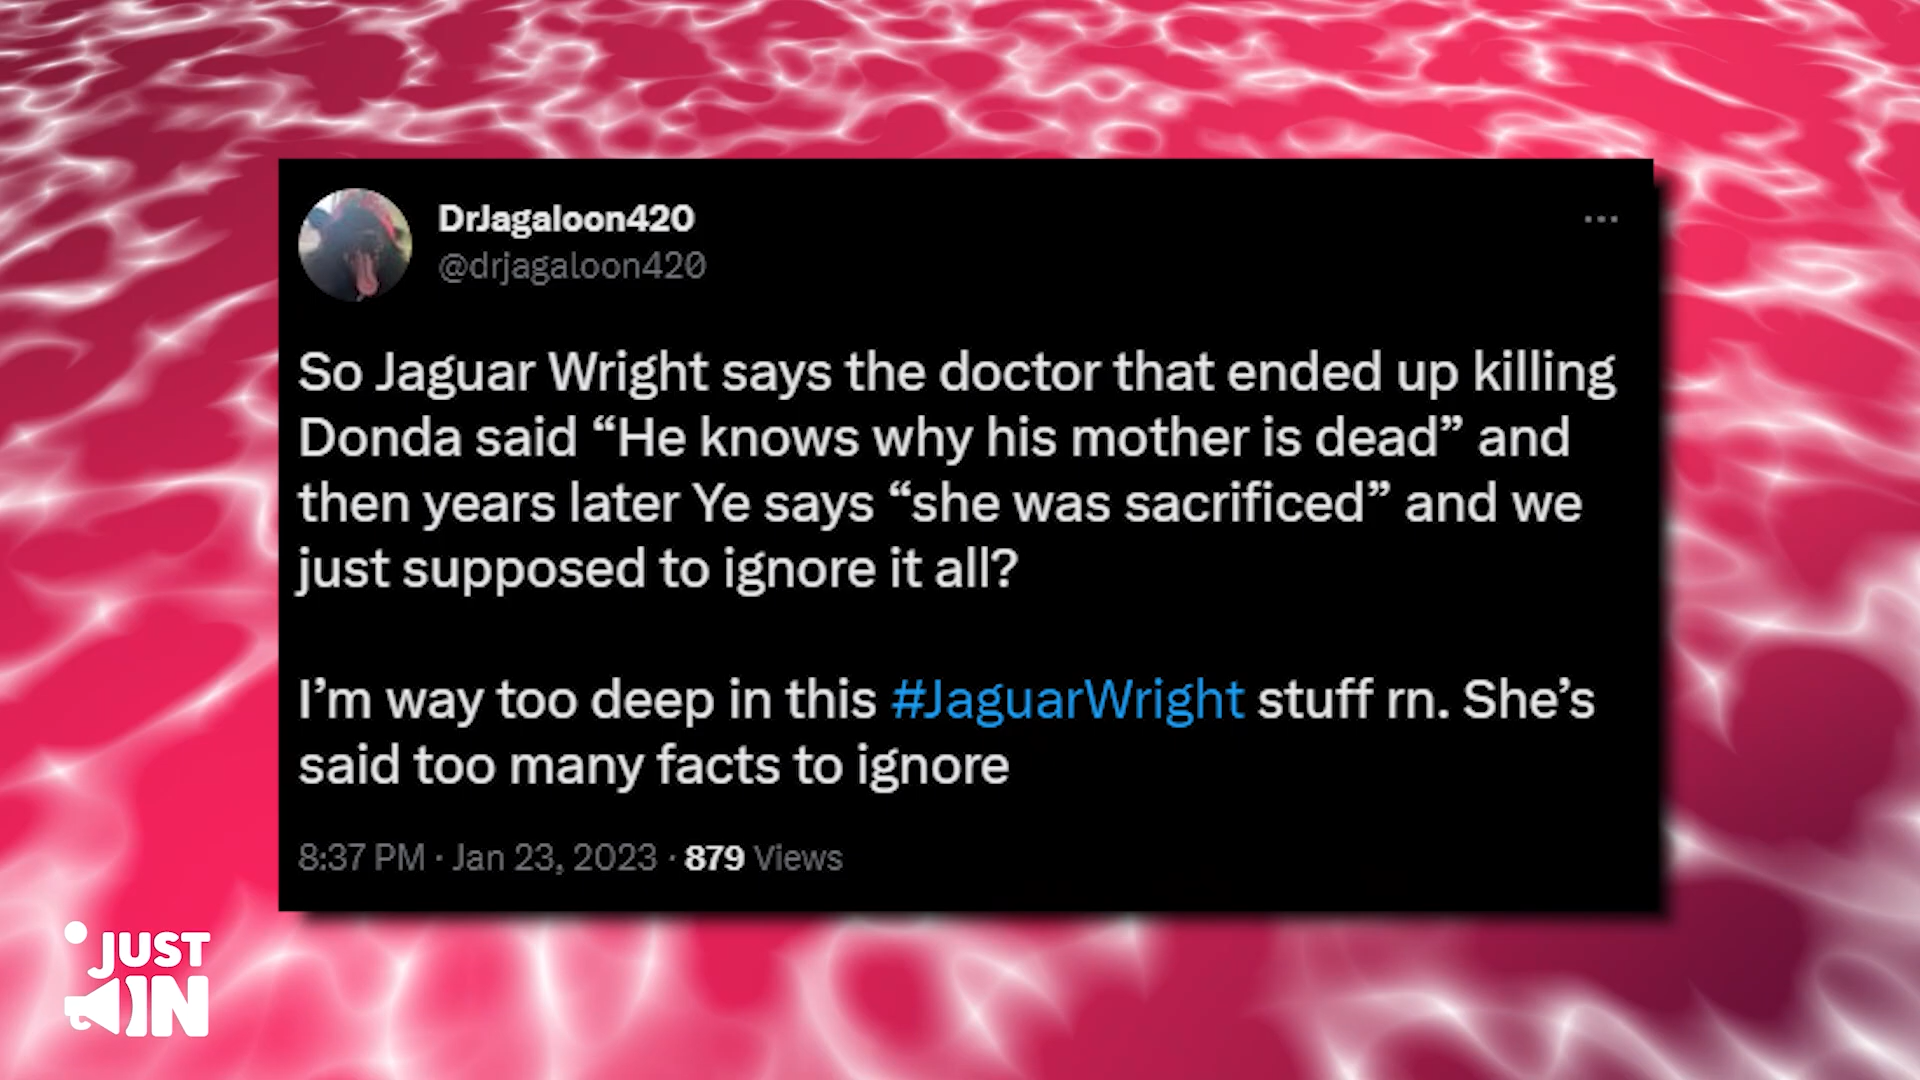 DrJagaloon420
@drjagaloon420
So Jaguar Wright says the doctor that ended up killing
Donda said “He knows why his mother is dead” and
then years later Ye says “she was sacrificed” and we
just supposed to ignore it all?
I’m way too deep in this #JaguarWright stuff rn. She’s
said too many facts to ignore
8:37 PM · Jan 23, 2023 · 879 Views
JUST
IN